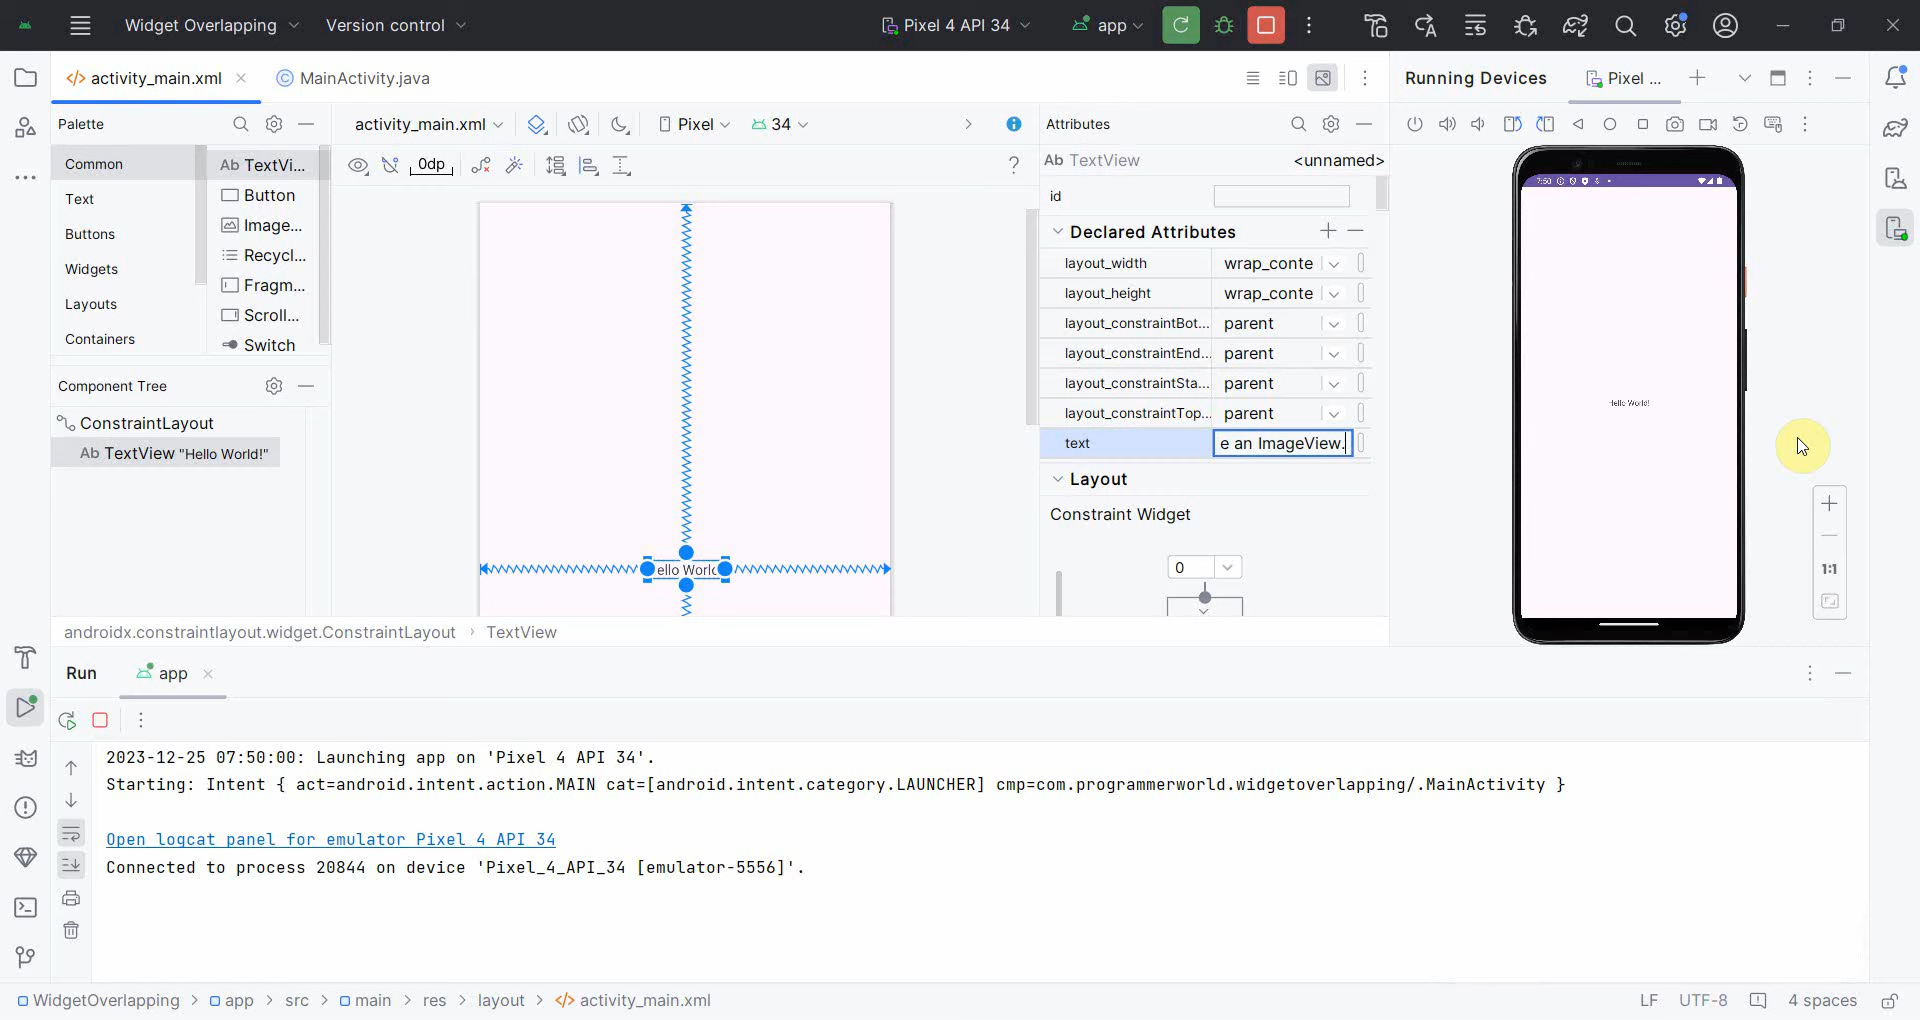 Widget Overlapping
Version control
Pixel 4 API 34
app
activity_main.xml
MainActivity.java
Running Devices
Pixel ...
Palette
activity_main.xml
Pixel
34
Attributes
Common
Text
Buttons
Widgets
Layouts
Containers
Ab TextVi...
Button
Image...
Recycl...
Fragm...
Scroll...
Switch
0dp
?
Ab TextView
<unnamed>
id
Declared Attributes
layout_width
wrap_conte
layout_height
wrap_conte
layout_constraintBot...
parent
layout_constraintEnd...
parent
layout_constraintSta...
parent
layout_constraintTop...
parent
text
e an ImageView.
Layout
Constraint Widget
0
Component Tree
ConstraintLayout
Ab TextView "Hello World!"
ello World
7:50
Hello World!
1:1
androidx.constraintlayout.widget.ConstraintLayout
TextView
Run
app
2023-12-25 07:50:00: Launching app on 'Pixel 4 API 34'.
Starting: Intent { act=android.intent.action.MAIN cat=[android.intent.category.LAUNCHER] cmp=com.programmerworld.widgetoverlapping/.MainActivity }
Open logcat panel for emulator Pixel 4 API 34
Connected to process 20844 on device 'Pixel_4_API_34 [emulator-5556]'.
WidgetOverlapping > app > src > main > res > layout > activity_main.xml
LF
UTF-8
4 spaces